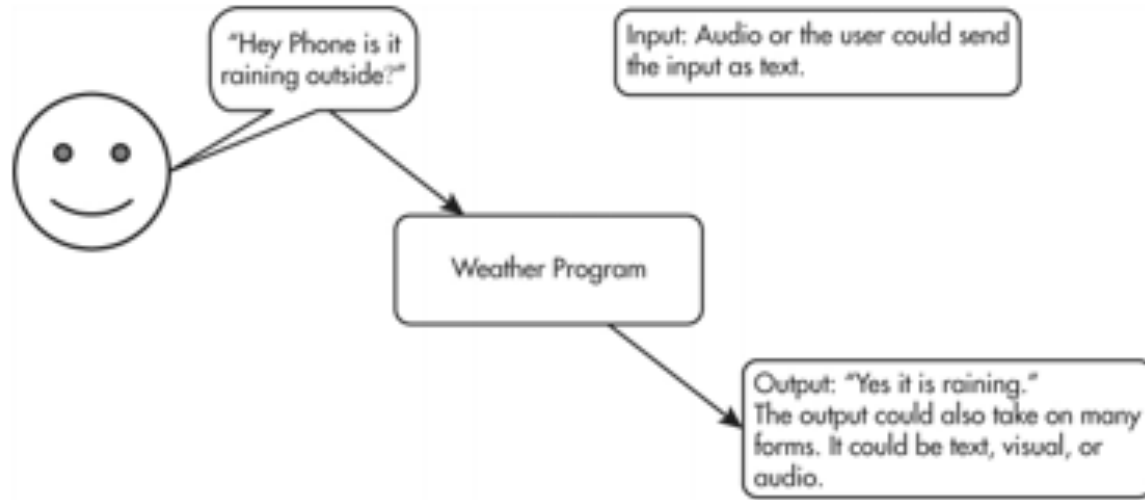 “Hey Phone is it
raining outside?”
Input: Audio or the user could send
the input as text.
Weather Program
Output: “Yes it is raining.”
The output could also take on many
forms. It could be text, visual, or
audio.